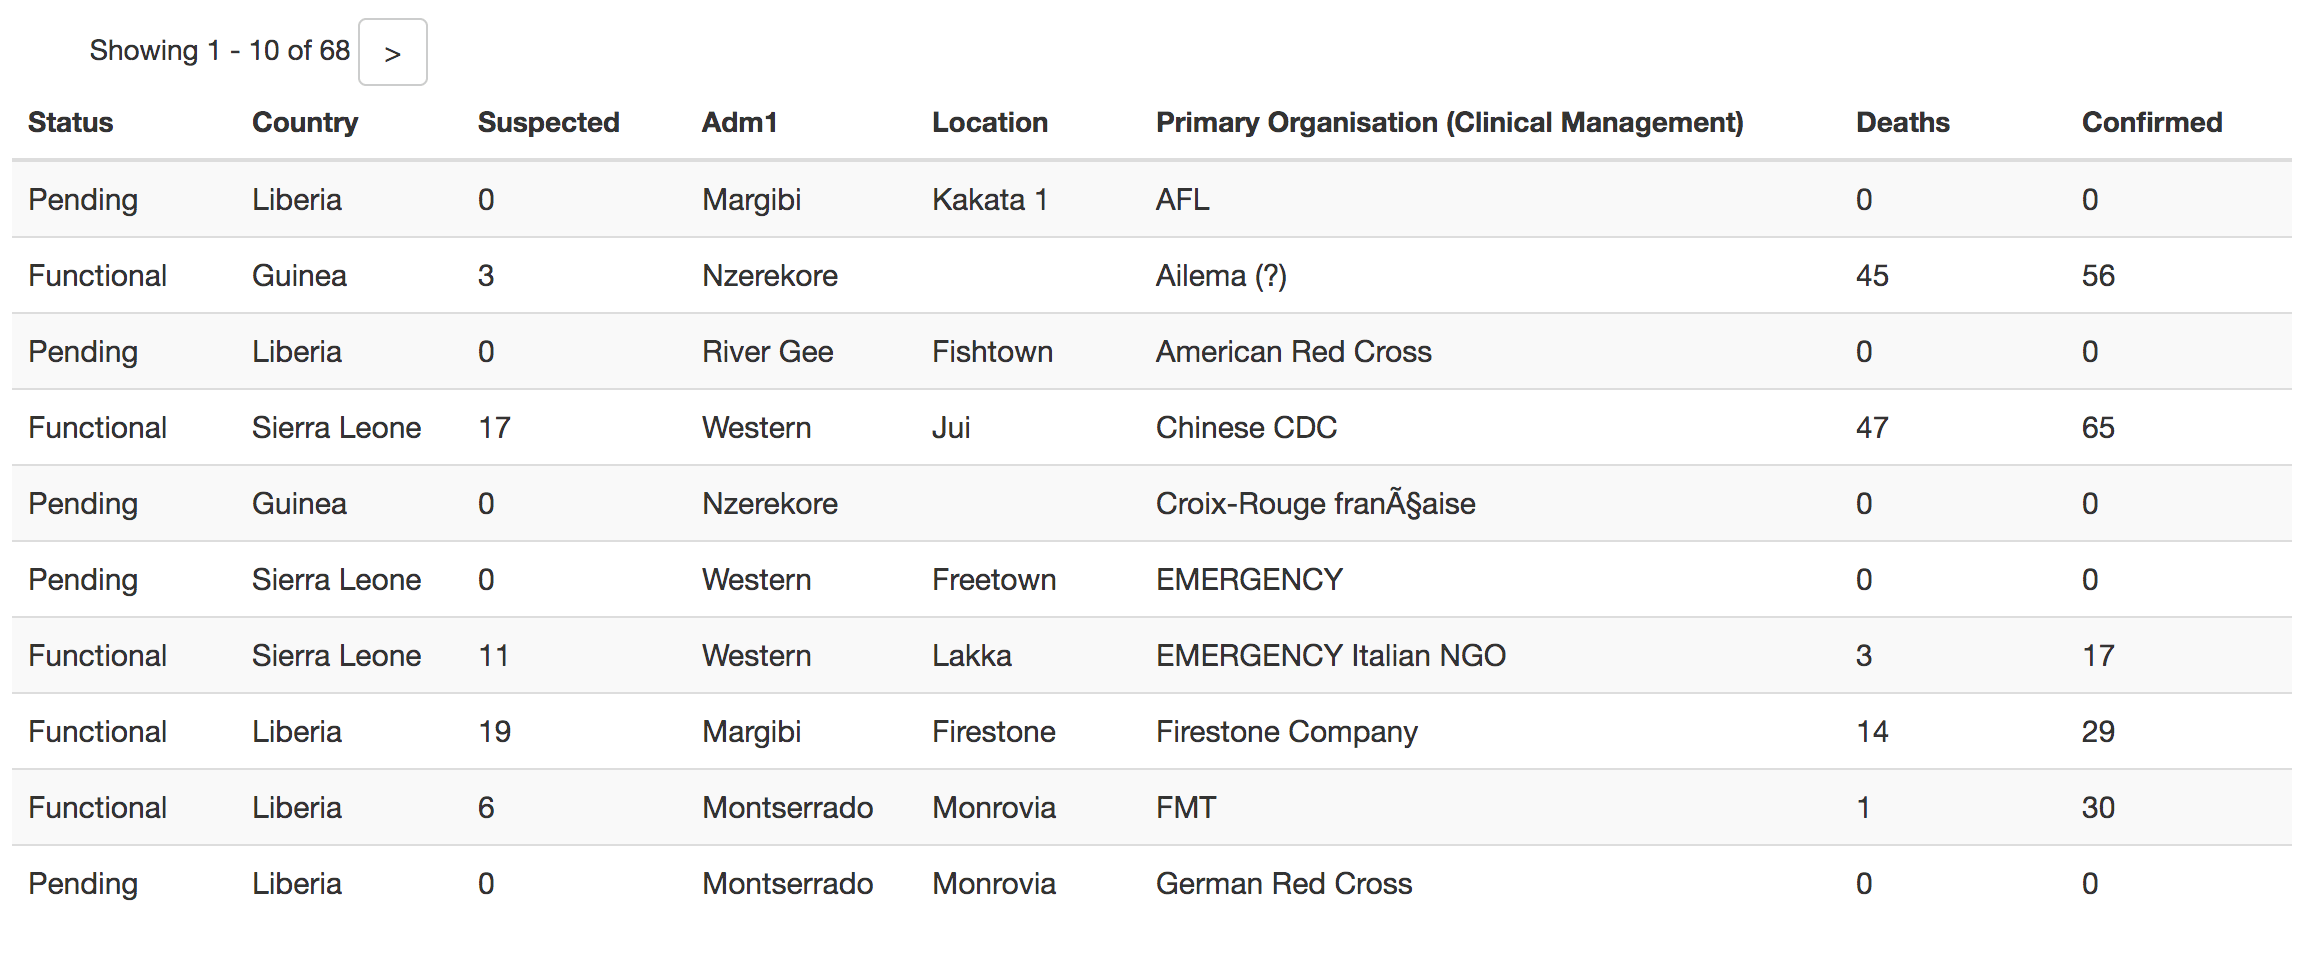 Showing 1 - 10 of 68 >
Status Country Suspected Adm1 Location Primary Organisation (Clinical Management) Deaths Confirmed
Pending Liberia 0 Margibi Kakata 1 AFL 0 0
Functional Guinea 3 Nzerekore Ailema (?) 45 56
Pending Liberia 0 River Gee Fishtown American Red Cross 0 0
Functional Sierra Leone 17 Western Jui Chinese CDC 47 65
Pending Guinea 0 Nzerekore Croix-Rouge franÃ§aise 0 0
Pending Sierra Leone 0 Western Freetown EMERGENCY 0 0
Functional Sierra Leone 11 Western Lakka EMERGENCY Italian NGO 3 17
Functional Liberia 19 Margibi Firestone Firestone Company 14 29
Functional Liberia 6 Montserrado Monrovia FMT 1 30
Pending Liberia 0 Montserrado Monrovia German Red Cross 0 0